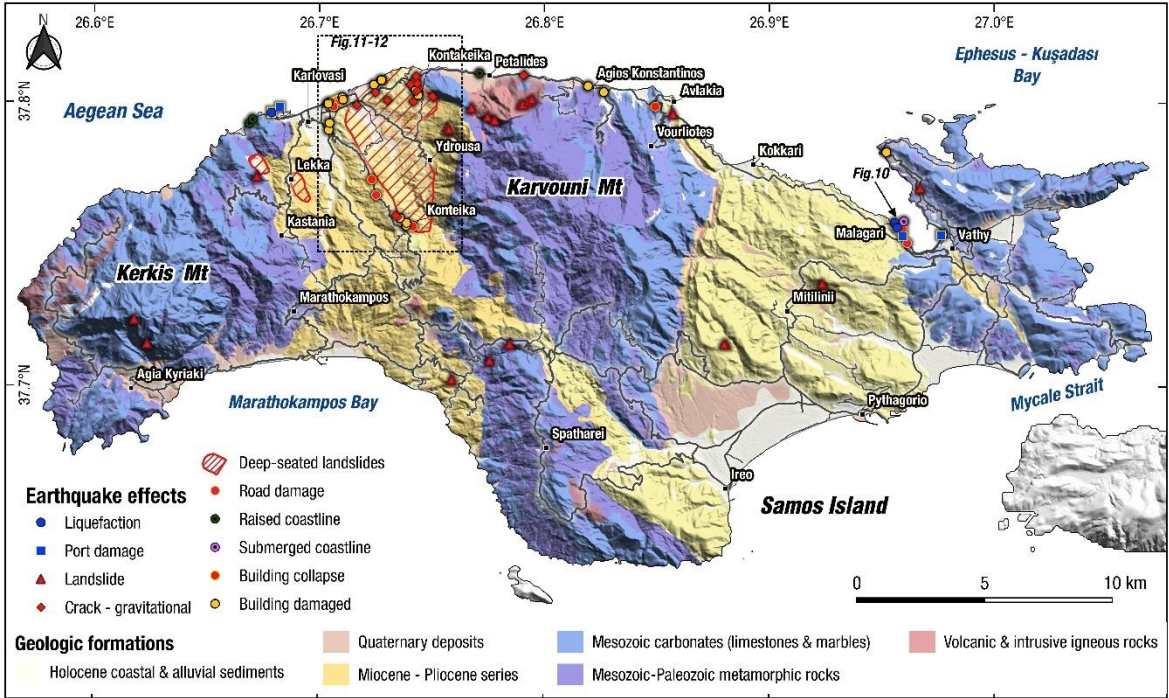 26.6°E
26.7°E
26.8°E
26.9°E
27.0°E
N
Fig.11-12
Kontakeika
Petalides
Karlovasi
Agios Konstantinos
Avlakia
Ephesus - Kuşadası
Bay
37.8°N
Aegean Sea
Vourliotes
Kokkari
Lekka
Ydrousa
Karvouni Mt
Fig.10
Kastania
Konteika
Malagari
Vathy
Kerkis Mt
Marathokampos
Mitilinii
37.7°N
Agia Kyriaki
Marathokampos Bay
Pythagorio
Mycale Strait
Spatharei
Ireo
Samos Island
Earthquake effects
Liquefaction
Port damage
Landslide
Crack - gravitational
Deep-seated landslides
Road damage
Raised coastline
Submerged coastline
Building collapse
Building damaged
0 5 10 km
Geologic formations
Holocene coastal & alluvial sediments
Quaternary deposits
Miocene - Pliocene series
Mesozoic carbonates (limestones & marbles)
Mesozoic-Paleozoic metamorphic rocks
Volcanic & intrusive igneous rocks